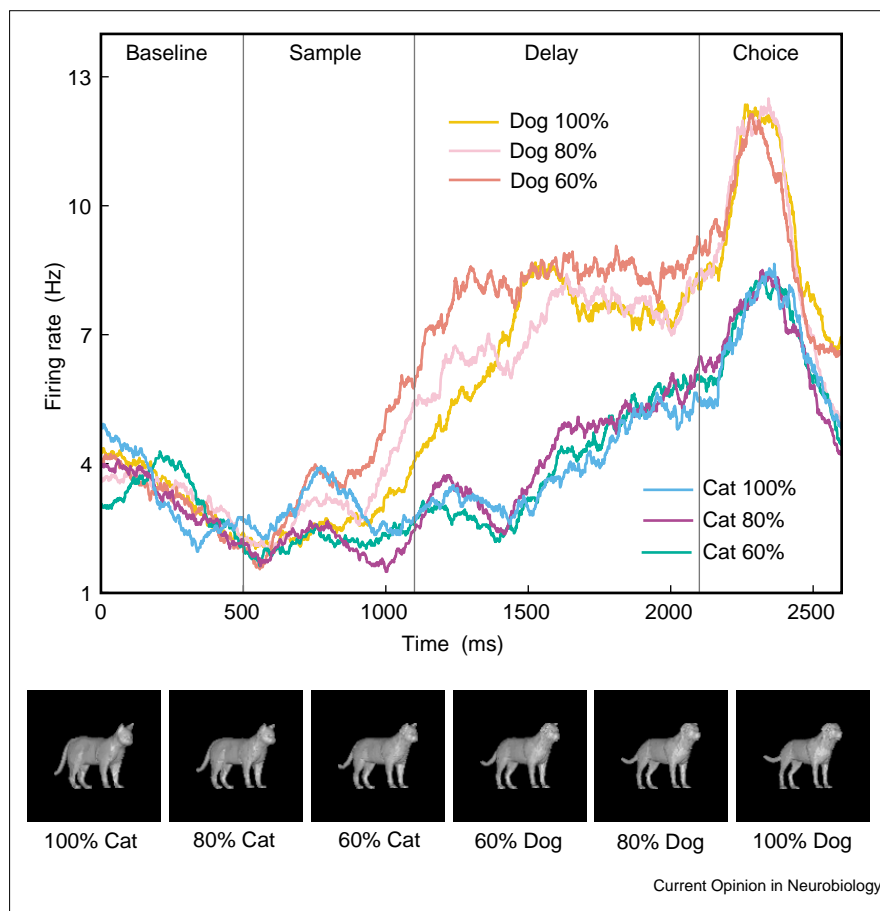 Baseline Sample Delay Choice
13
10
7
4
1
Firing rate (Hz)
Dog 100%
Dog 80%
Dog 60%
Cat 100%
Cat 80%
Cat 60%
0 500 1000 1500 2000 2500
Time (ms)
100% Cat 80% Cat 60% Cat 60% Dog 80% Dog 100% Dog
Current Opinion in Neurobiology